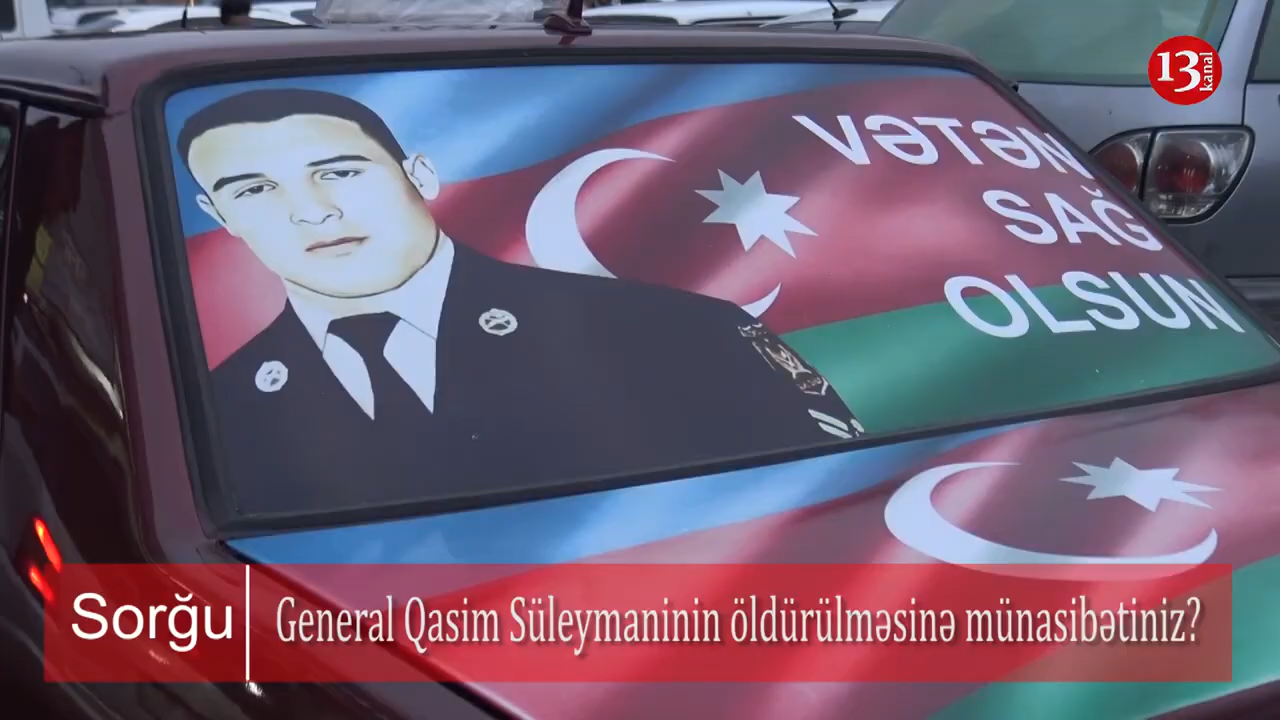 13
kanal
VƏTƏN
SAĞ
OLSUN
Sorğu
General Qasim Süleymaninin öldürülməsinə münasibətiniz?